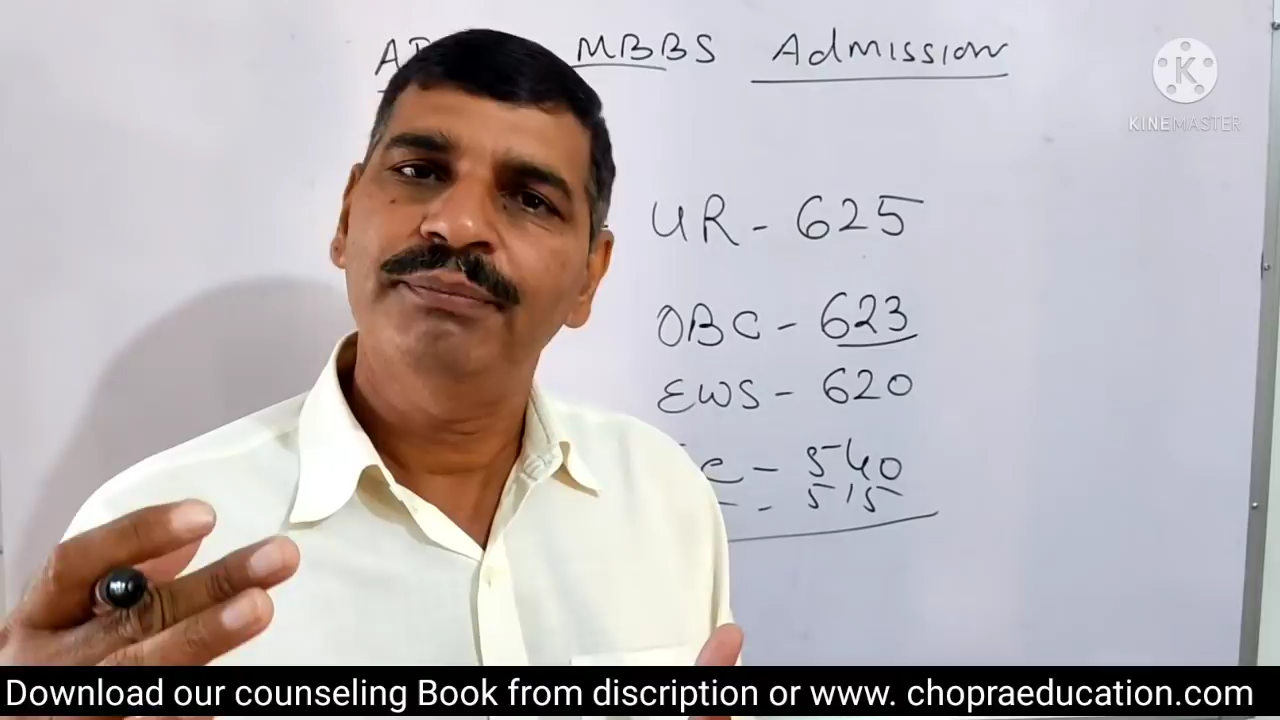 MBBS Admission
KINEMASTER
UR - 625
OBC - 623
EWS - 620
C - 540
- 515
Download our counseling Book from discription or www. chopraeducation.com